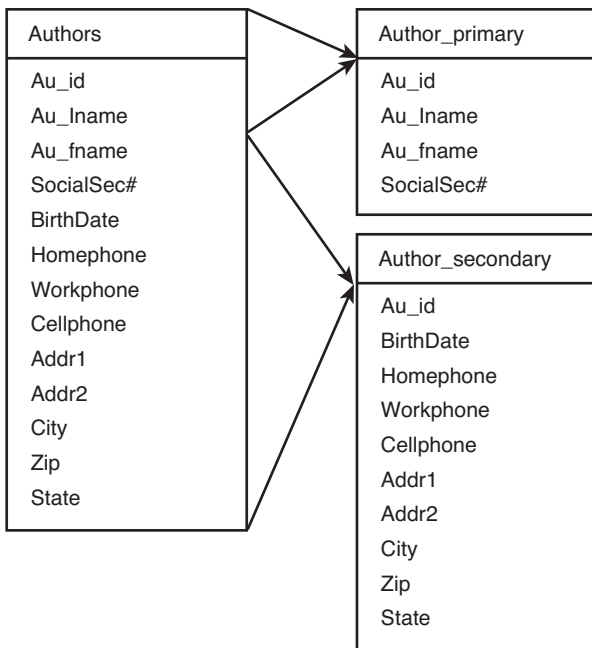 Authors
Au_id
Au_lname
Au_fname
SocialSec#
BirthDate
Homephone
Workphone
Cellphone
Addr1
Addr2
City
Zip
State
Author_primary
Au_id
Au_lname
Au_fname
SocialSec#
Author_secondary
Au_id
BirthDate
Homephone
Workphone
Cellphone
Addr1
Addr2
City
Zip
State